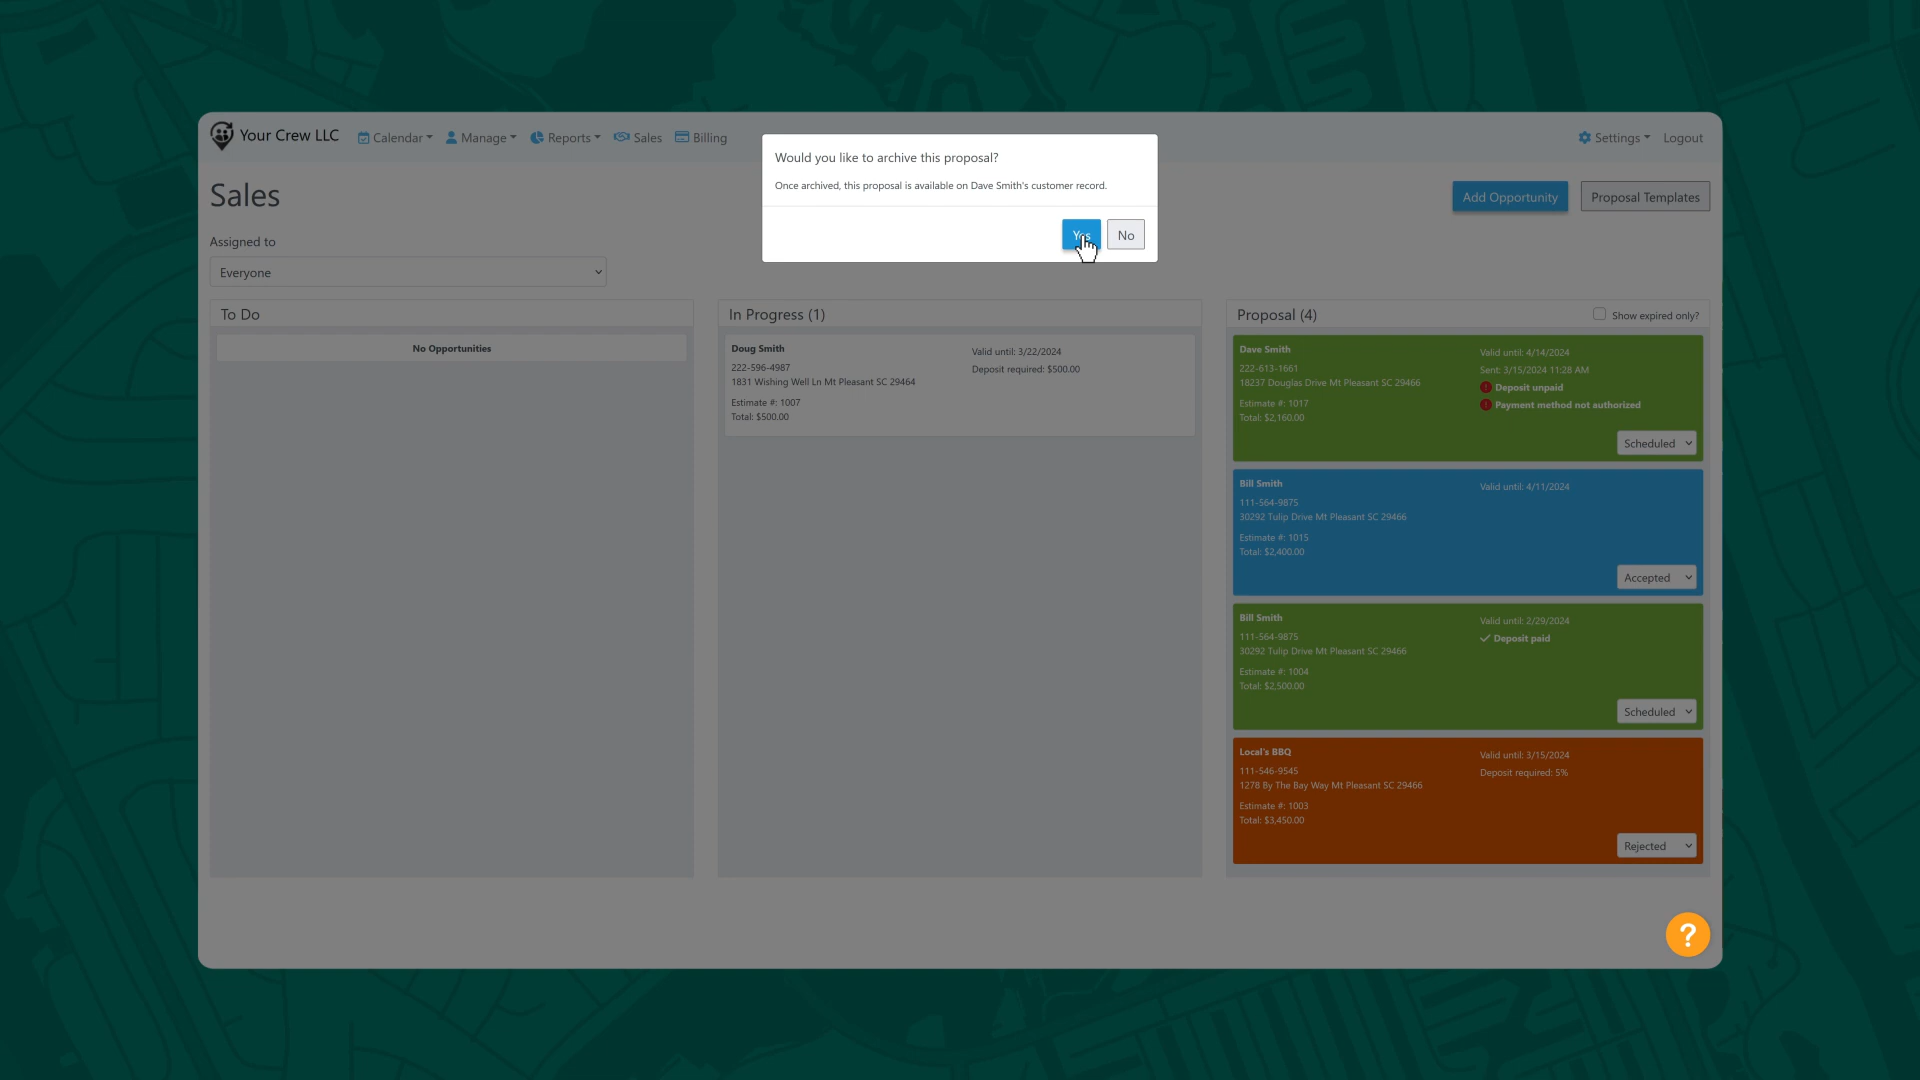 Your Crew LLC
Calendar
Manage
Reports
Sales
Billing
Settings
Logout
Would you like to archive this proposal?
Once archived, this proposal is available on Dave Smith's customer record.
Yes
No
Sales
Add Opportunity
Proposal Templates
Assigned to
Everyone
To Do
No Opportunities
In Progress (1)
Doug Smith
222-596-4987
1831 Wishing Well Ln Mt Pleasant SC 29464
Estimate #: 1007
Total: $500.00
Valid until: 3/22/2024
Deposit required: $500.00
Proposal (4)
Show expired only?
Dave Smith
222-613-1661
18237 Douglas Drive Mt Pleasant SC 29466
Estimate #: 1017
Total: $2,160.00
Valid until: 4/14/2024
Sent: 3/15/2024 11:28 AM
Deposit unpaid
Payment method not authorized
Scheduled
Bill Smith
111-564-9875
30292 Tulip Drive Mt Pleasant SC 29466
Estimate #: 1015
Total: $2,400.00
Valid until: 4/11/2024
Accepted
Bill Smith
111-564-9875
30292 Tulip Drive Mt Pleasant SC 29466
Estimate #: 1004
Total: $2,500.00
Valid until: 2/29/2024
Deposit paid
Scheduled
Local's BBQ
111-546-9545
1278 By The Bay Way Mt Pleasant SC 29466
Estimate #: 1003
Total: $3,450.00
Valid until: 3/15/2024
Deposit required: 5%
Rejected
?